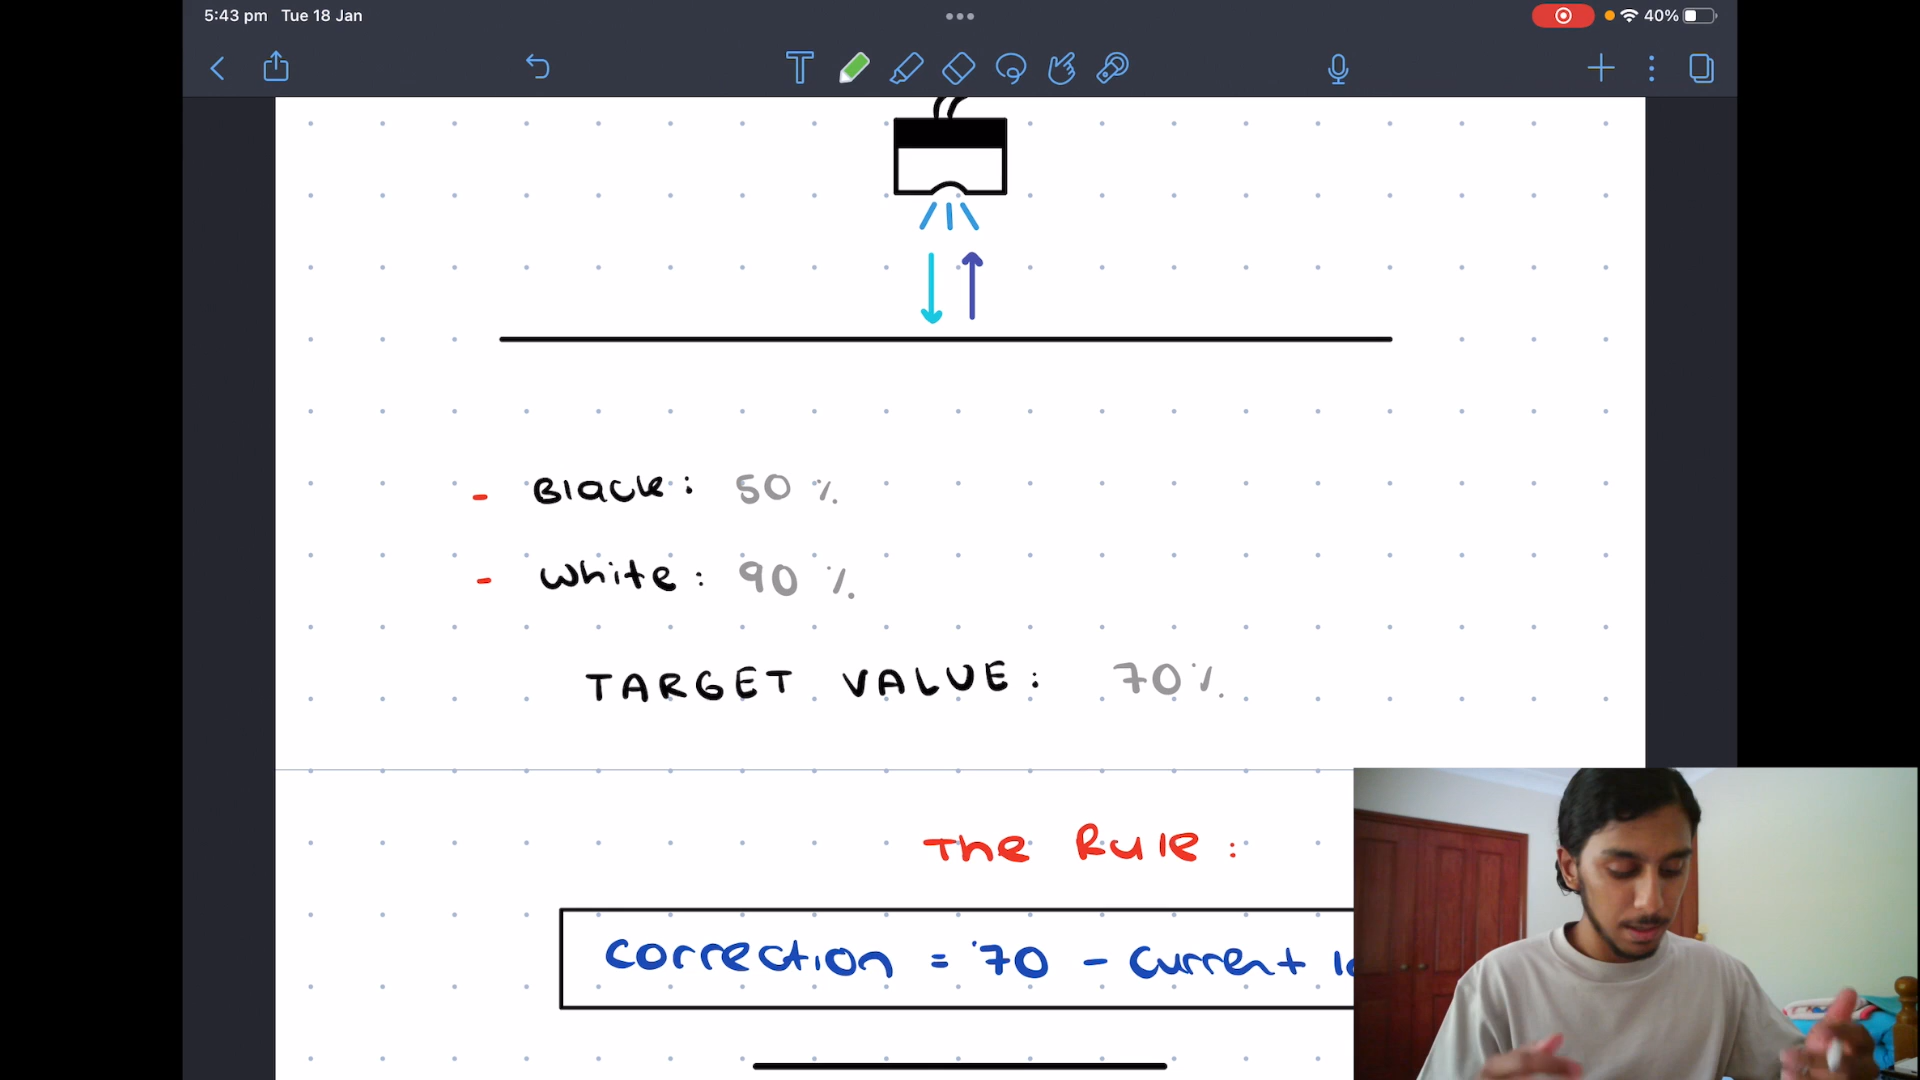 5:43 pm Tue 18 Jan
40%
T
- Black: 50 %
- White: 90 %
TARGET VALUE: 70%
The Rule:
Correction = 70 - Current